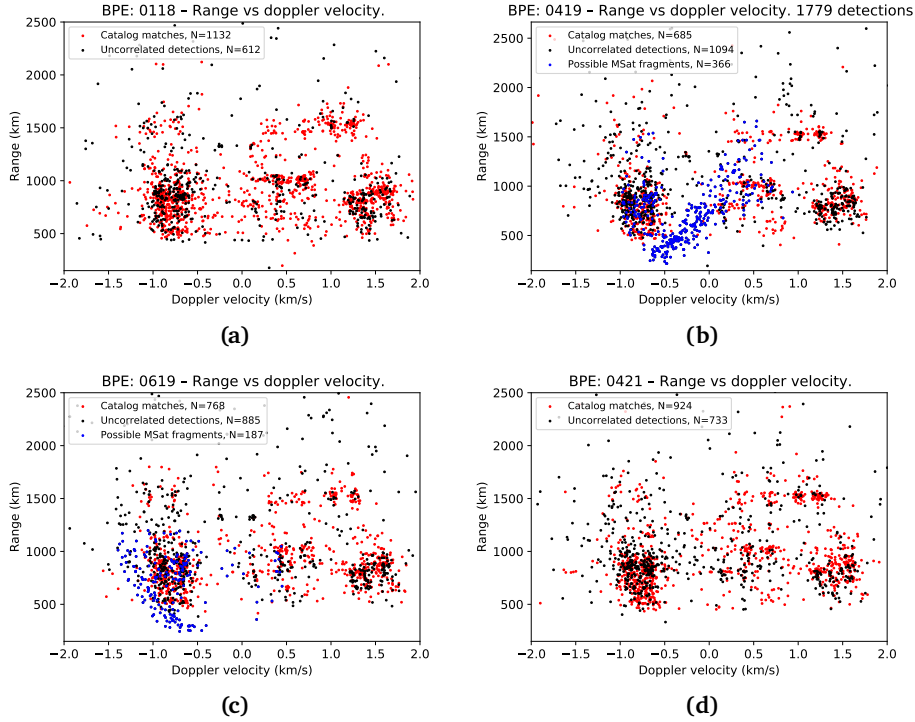 BPE: 0118 – Range vs doppler velocity.
Catalog matches, N=1132
Uncorrelated detections, N=612
2500
2000
1500
1000
500
Range (km)
−2.0 −1.5 −1.0 −0.5 0.0 0.5 1.0 1.5 2.0
Doppler velocity (km/s)
(a)
BPE: 0419 – Range vs doppler velocity. 1779 detections
Catalog matches, N=685
Uncorrelated detections, N=1094
Possible MSat fragments, N=366
2500
2000
1500
1000
500
Range (km)
−2.0 −1.5 −1.0 −0.5 0.0 0.5 1.0 1.5 2.0
Doppler velocity (km/s)
(b)
BPE: 0619 – Range vs doppler velocity.
Catalog matches, N=768
Uncorrelated detections, N=885
Possible MSat fragments, N=187
2500
2000
1500
1000
500
Range (km)
−2.0 −1.5 −1.0 −0.5 0.0 0.5 1.0 1.5 2.0
Doppler velocity (km/s)
(c)
BPE: 0421 – Range vs doppler velocity.
Catalog matches, N=924
Uncorrelated detections, N=733
2500
2000
1500
1000
500
Range (km)
−2.0 −1.5 −1.0 −0.5 0.0 0.5 1.0 1.5 2.0
Doppler velocity (km/s)
(d)